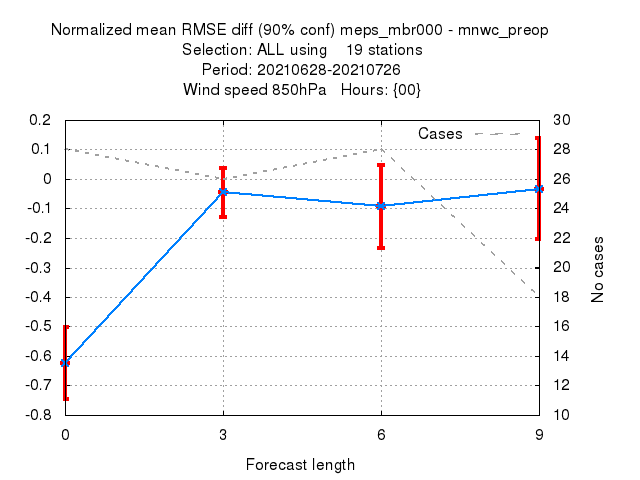 Normalized mean RMSE diff (90% conf) meps_mbr000 - mnwc_preop
Selection: ALL using 19 stations
Period: 20210628-20210726
Wind speed 850hPa Hours: {00}
Cases
0.2
0.1
0
-0.1
-0.2
-0.3
-0.4
-0.5
-0.6
-0.7
-0.8
30
28
26
24
22
20
18
16
14
12
10
No cases
0 3 6 9
Forecast length